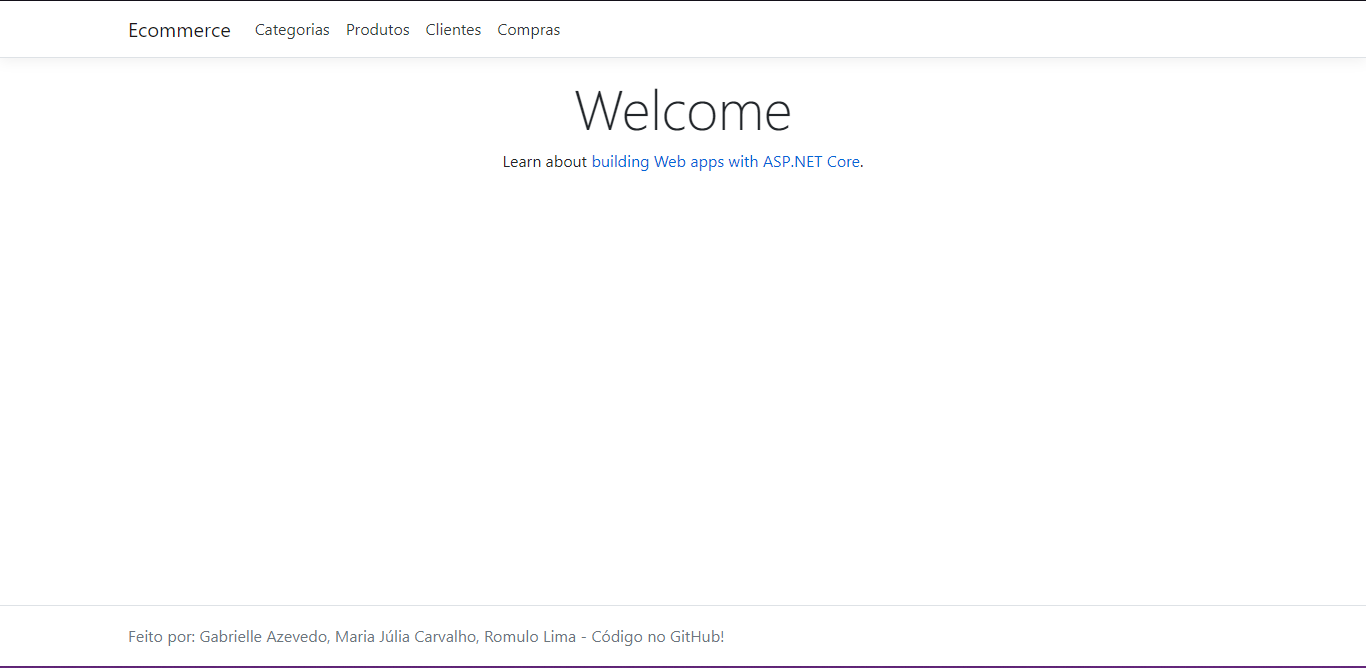 Ecommerce Categorias Produtos Clientes Compras
Welcome
Learn about building Web apps with ASP.NET Core.
Feito por: Gabrielle Azevedo, Maria Júlia Carvalho, Romulo Lima - Código no GitHub!